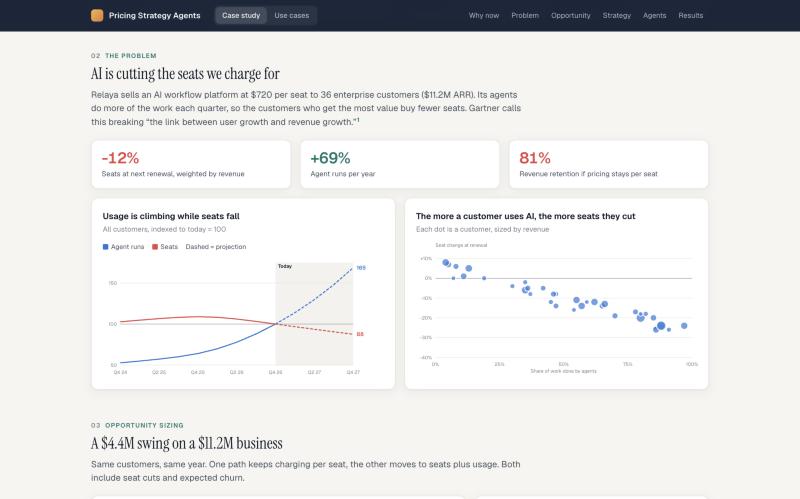 Pricing Strategy Agents
Case study
Use cases
Why now
Problem
Opportunity
Strategy
Agents
Results
02 THE PROBLEM
AI is cutting the seats we charge for
Relaya sells an AI workflow platform at $720 per seat to 36 enterprise customers ($11.2M ARR). Its agents
do more of the work each quarter, so the customers who get the most value buy fewer seats. Gartner calls
this breaking “the link between user growth and revenue growth.”¹
-12%
Seats at next renewal, weighted by revenue
+69%
Agent runs per year
81%
Revenue retention if pricing stays per seat
Usage is climbing while seats fall
All customers, indexed to today = 100
Agent runs
Seats
Dashed = projection
Today
169
150
100
88
50
Q4 24
Q2 25
Q4 25
Q2 26
Q4 26
Q2 27
Q4 27
The more a customer uses AI, the more seats they cut
Each dot is a customer, sized by revenue
Seat change at renewal
+10%
0%
-10%
-20%
-30%
-40%
0%
25%
50%
75%
100%
Share of work done by agents
03 OPPORTUNITY SIZING
A $4.4M swing on a $11.2M business
Same customers, same year. One path keeps charging per seat, the other moves to seats plus usage. Both
include seat cuts and expected churn.